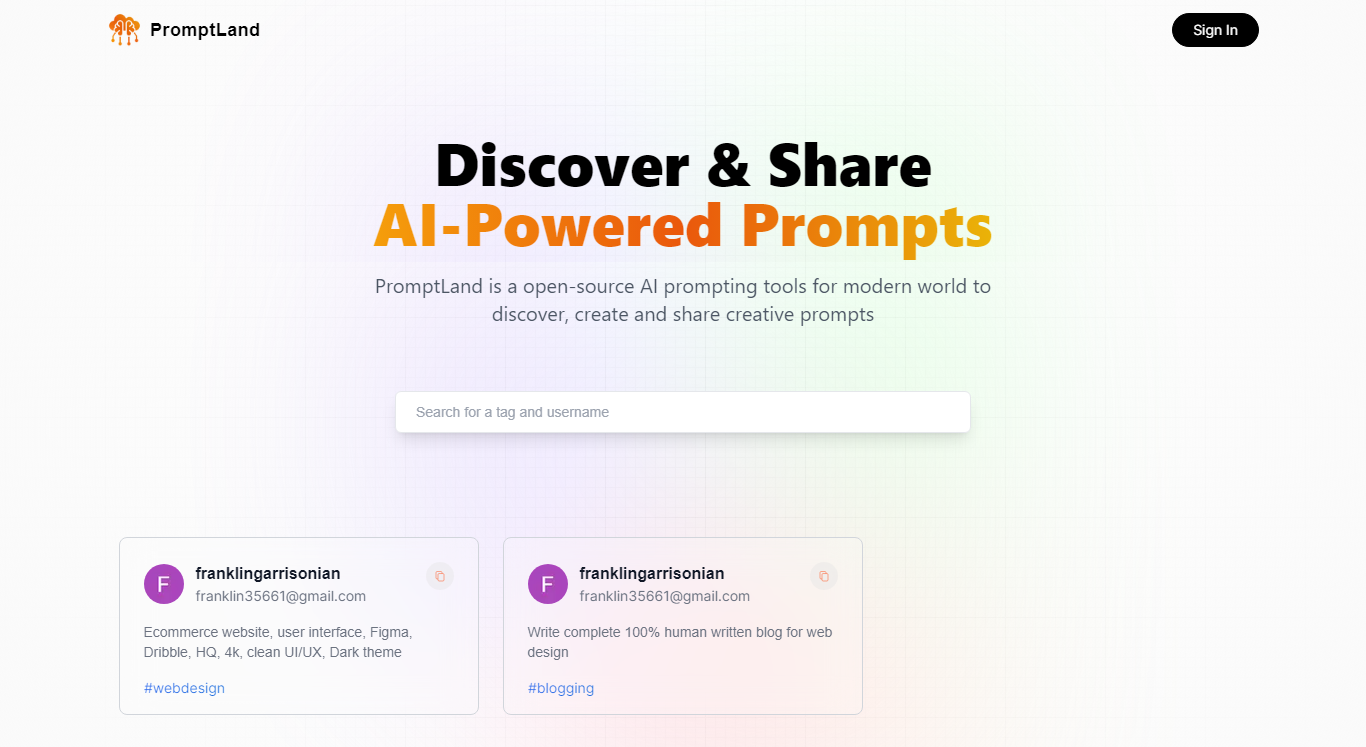 PromptLand
Sign In
Discover & Share
AI-Powered Prompts
PromptLand is a open-source AI prompting tools for modern world to
discover, create and share creative prompts
Search for a tag and username
F
franklingarrisonian
franklin35661@gmail.com
Ecommerce website, user interface, Figma,
Dribble, HQ, 4k, clean UI/UX, Dark theme
#webdesign
F
franklingarrisonian
franklin35661@gmail.com
Write complete 100% human written blog for web
design
#blogging